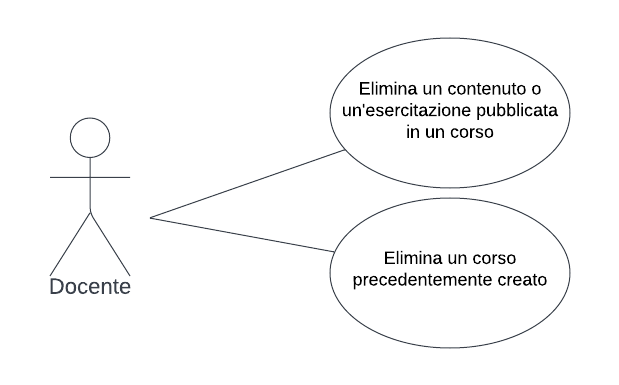 Elimina un contenuto o
un'esercitazione pubblicata
in un corso
Elimina un corso
precedentemente creato
Docente